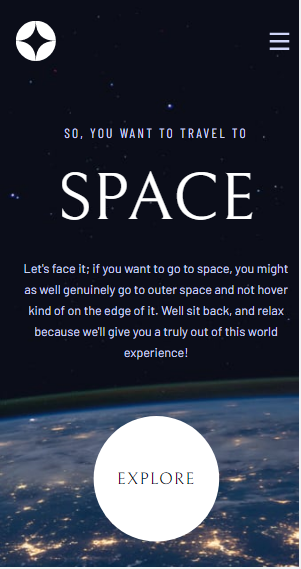 SO, YOU WANT TO TRAVEL TO
SPACE
Let's face it; if you want to go to space, you might
as well genuinely go to outer space and not hover
kind of on the edge of it. Well sit back, and relax
because we'll give you a truly out of this world
experience!
EXPLORE